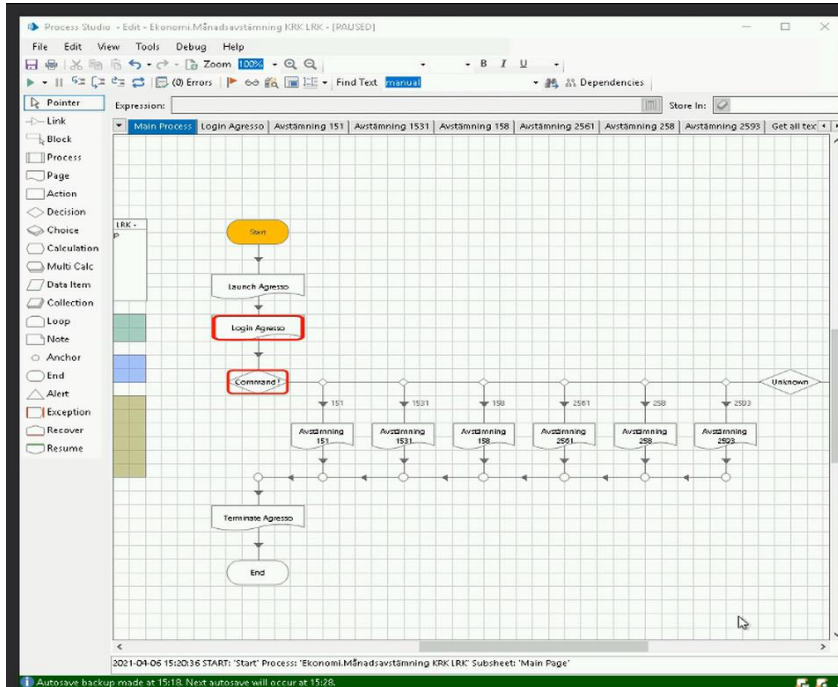 Process Studio - Edit - Ekonomi.Månadsavstämning KRK LRK - [PAUSED]
File Edit View Tools Debug Help
Zoom 100% B I U
(0) Errors Find Text manual Dependencies
Pointer
Link
Block
Process
Page
Action
Decision
Choice
Calculation
Multi Calc
Data Item
Collection
Loop
Note
Anchor
End
Alert
Exception
Recover
Resume
Expression: Store In:
Main Process Login Agresso Avstämning 151 Avstämning 1531 Avstämning 158 Avstämning 2561 Avstämning 258 Avstämning 2593 Get all tex
LRK -
P
Start
Launch Agresso
Login Agresso
Command? Unknown
151 1531 158 2561 258 2593
Avstämning 151
Avstämning 1531
Avstämning 158
Avstämning 2561
Avstämning 258
Avstämning 2593
Terminate Agresso
End
2021-04-06 15:20:36 START: 'Start' Process: 'Ekonomi.Månadsavstämning KRK LRK' Subsheet: 'Main Page'
Autosave backup made at 15:18. Next autosave will occur at 15:28.